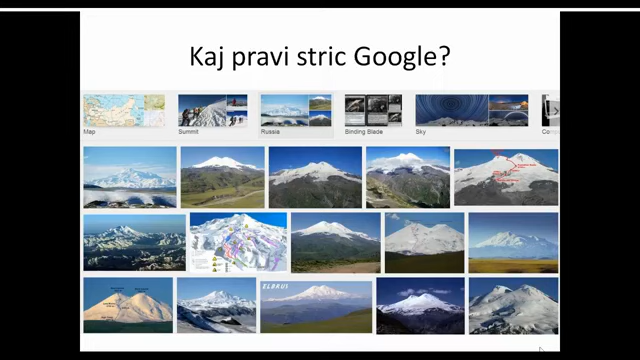 Kaj pravi stric Google?
Map
Summit
Russia
Binding Blade
Sky
ELBRUS